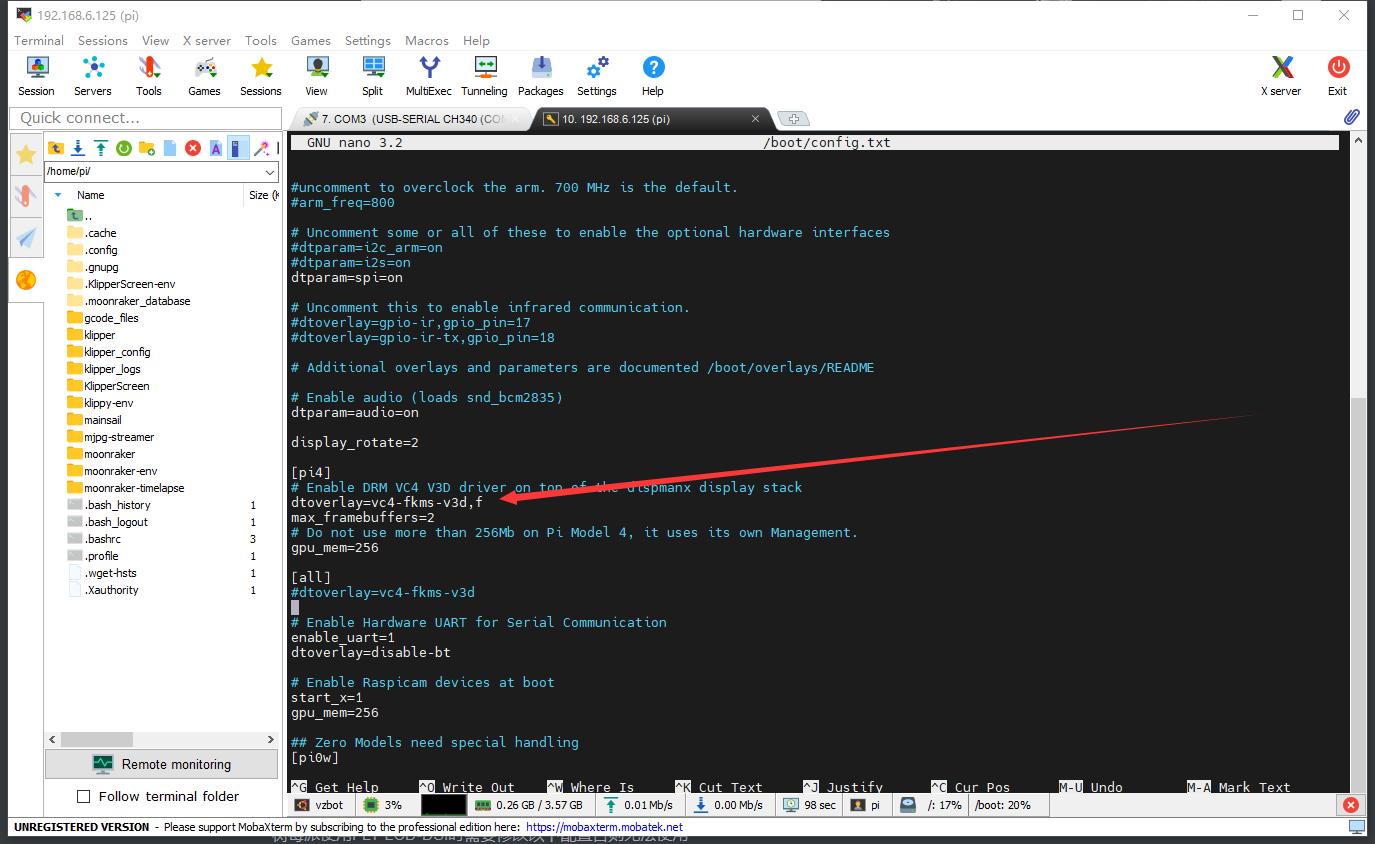 192.168.6.125 (pi)
Terminal Sessions View X server Tools Games Settings Macros Help
Session Servers Tools Games Sessions View Split MultiExec Tunneling Packages Settings Help X server Exit
Quick connect...
7. COM3 (USB-SERIAL CH340 (CO
10. 192.168.6.125 (pi)
/home/pi/
Name Size (K
..
.cache
.config
.gnupg
.KlipperScreen-env
.moonraker_database
gcode_files
klipper
klipper_config
klipper_logs
KlipperScreen
klippy-env
mainsail
mjpg-streamer
moonraker
moonraker-env
moonraker-timelapse
.bash_history 1
.bash_logout 1
.bashrc 3
.profile 1
.wget-hsts 1
.Xauthority 1
Remote monitoring
Follow terminal folder
GNU nano 3.2 /boot/config.txt
#uncomment to overclock the arm. 700 MHz is the default.
#arm_freq=800
# Uncomment some or all of these to enable the optional hardware interfaces
#dtparam=i2c_arm=on
#dtparam=i2s=on
dtparam=spi=on
# Uncomment this to enable infrared communication.
#dtoverlay=gpio-ir,gpio_pin=17
#dtoverlay=gpio-ir-tx,gpio_pin=18
# Additional overlays and parameters are documented /boot/overlays/README
# Enable audio (loads snd_bcm2835)
dtparam=audio=on
display_rotate=2
[pi4]
# Enable DRM VC4 V3D driver on top of the dispmanx display stack
dtoverlay=vc4-fkms-v3d,f
max_framebuffers=2
# Do not use more than 256Mb on Pi Model 4, it uses its own Management.
gpu_mem=256
[all]
#dtoverlay=vc4-fkms-v3d
# Enable Hardware UART for Serial Communication
enable_uart=1
dtoverlay=disable-bt
# Enable Raspicam devices at boot
start_x=1
gpu_mem=256
## Zero Models need special handling
[pi0w]
^G Get Help ^O Write Out ^W Where Is ^K Cut Text ^J Justify ^C Cur Pos M-U Undo M-A Mark Text
vzbot 3% 0.26 GB / 3.57 GB 0.01 Mb/s 0.00 Mb/s 98 sec pi /: 17% /boot: 20%
UNREGISTERED VERSION - Please support MobaXterm by subscribing to the professional edition here: https://mobaxterm.mobatek.net